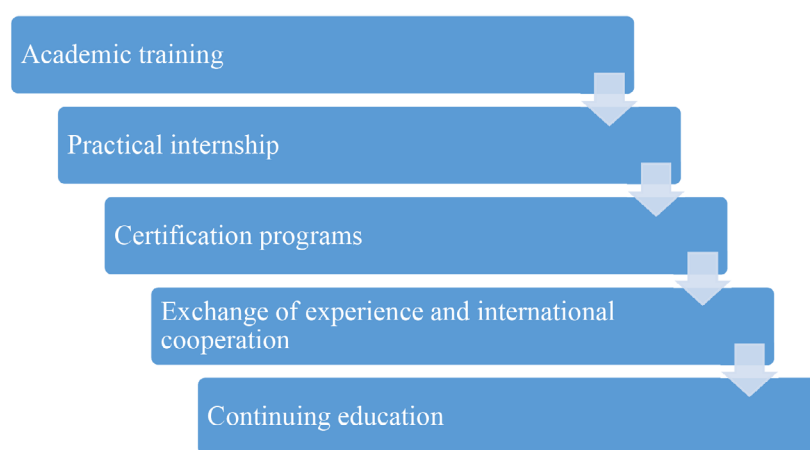 Academic training
Practical internship
Certification programs
Exchange of experience and international
cooperation
Continuing education